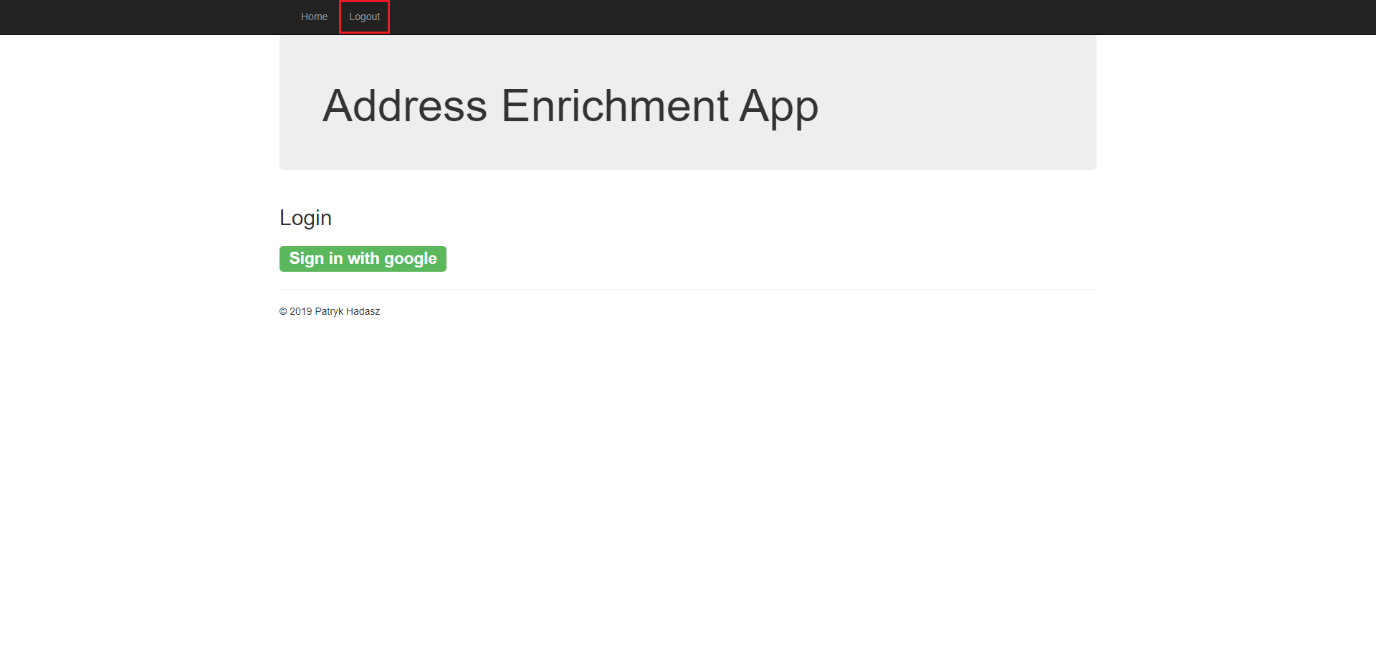 Home Logout
Address Enrichment App
Login
Sign in with google
© 2019 Patryk Hadasz